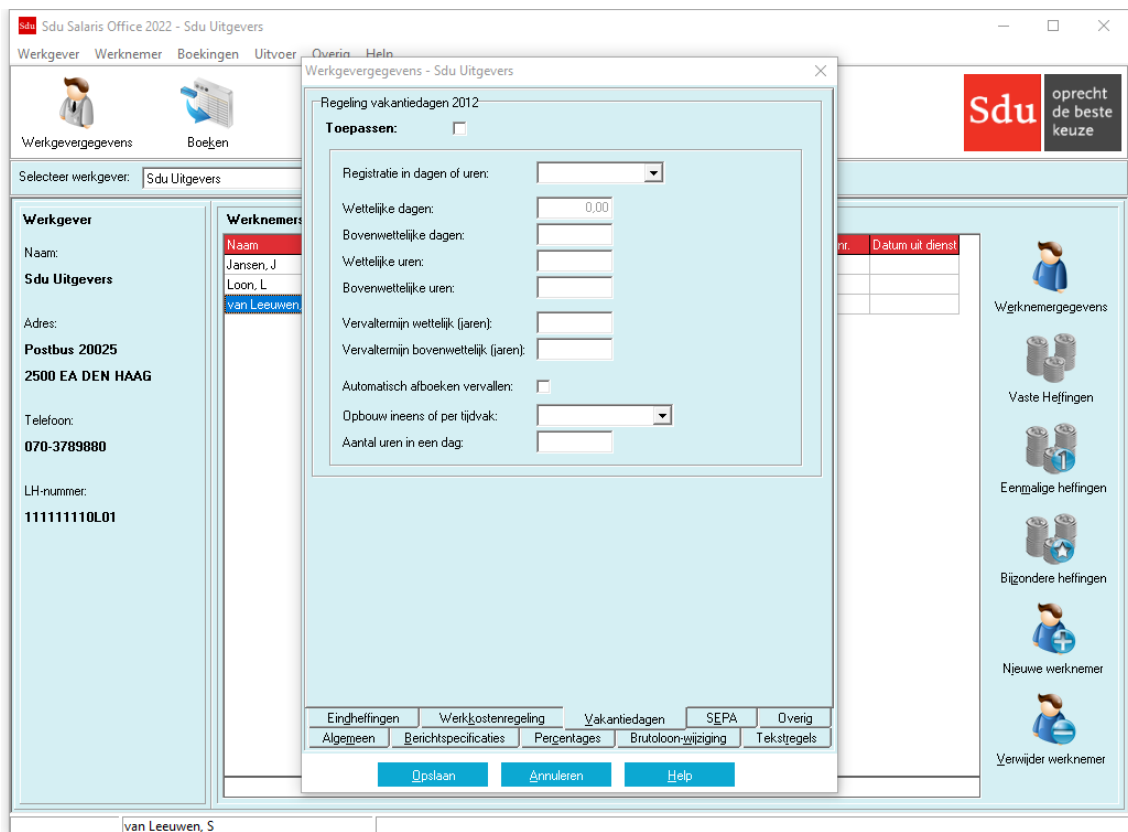 Sdu Sdu Salaris Office 2022 - Sdu Uitgevers
Werkgever Werknemer Boekingen Uitvoer Overig Help
Werkgevergegevens
Boeken
Sdu
oprecht
de beste
keuze
Selecteer werkgever: Sdu Uitgevers
Werkgever
Naam:
Sdu Uitgevers
Adres:
Postbus 20025
2500 EA DEN HAAG
Telefoon:
070-3789880
LH-nummer:
111111110L01
Werknemers
Naam nr. Datum uit dienst
Jansen, J
Loon, L
van Leeuwen,
Werkgevergegevens - Sdu Uitgevers
Regeling vakantiedagen 2012
Toepassen:
Registratie in dagen of uren:
Wettelijke dagen: 0,00
Bovenwettelijke dagen:
Wettelijke uren:
Bovenwettelijke uren:
Vervaltermijn wettelijk (jaren):
Vervaltermijn bovenwettelijk (jaren):
Automatisch afboeken vervallen:
Opbouw ineens of per tijdvak:
Aantal uren in een dag:
Eindheffingen Werkkostenregeling Vakantiedagen SEPA Overig
Algemeen Berichtspecificaties Percentages Brutoloon-wijziging Tekstregels
Opslaan Annuleren Help
Werknemergegevens
Vaste Heffingen
1
Eenmalige heffingen
Bijzondere heffingen
Nieuwe werknemer
Verwijder werknemer
van Leeuwen, S